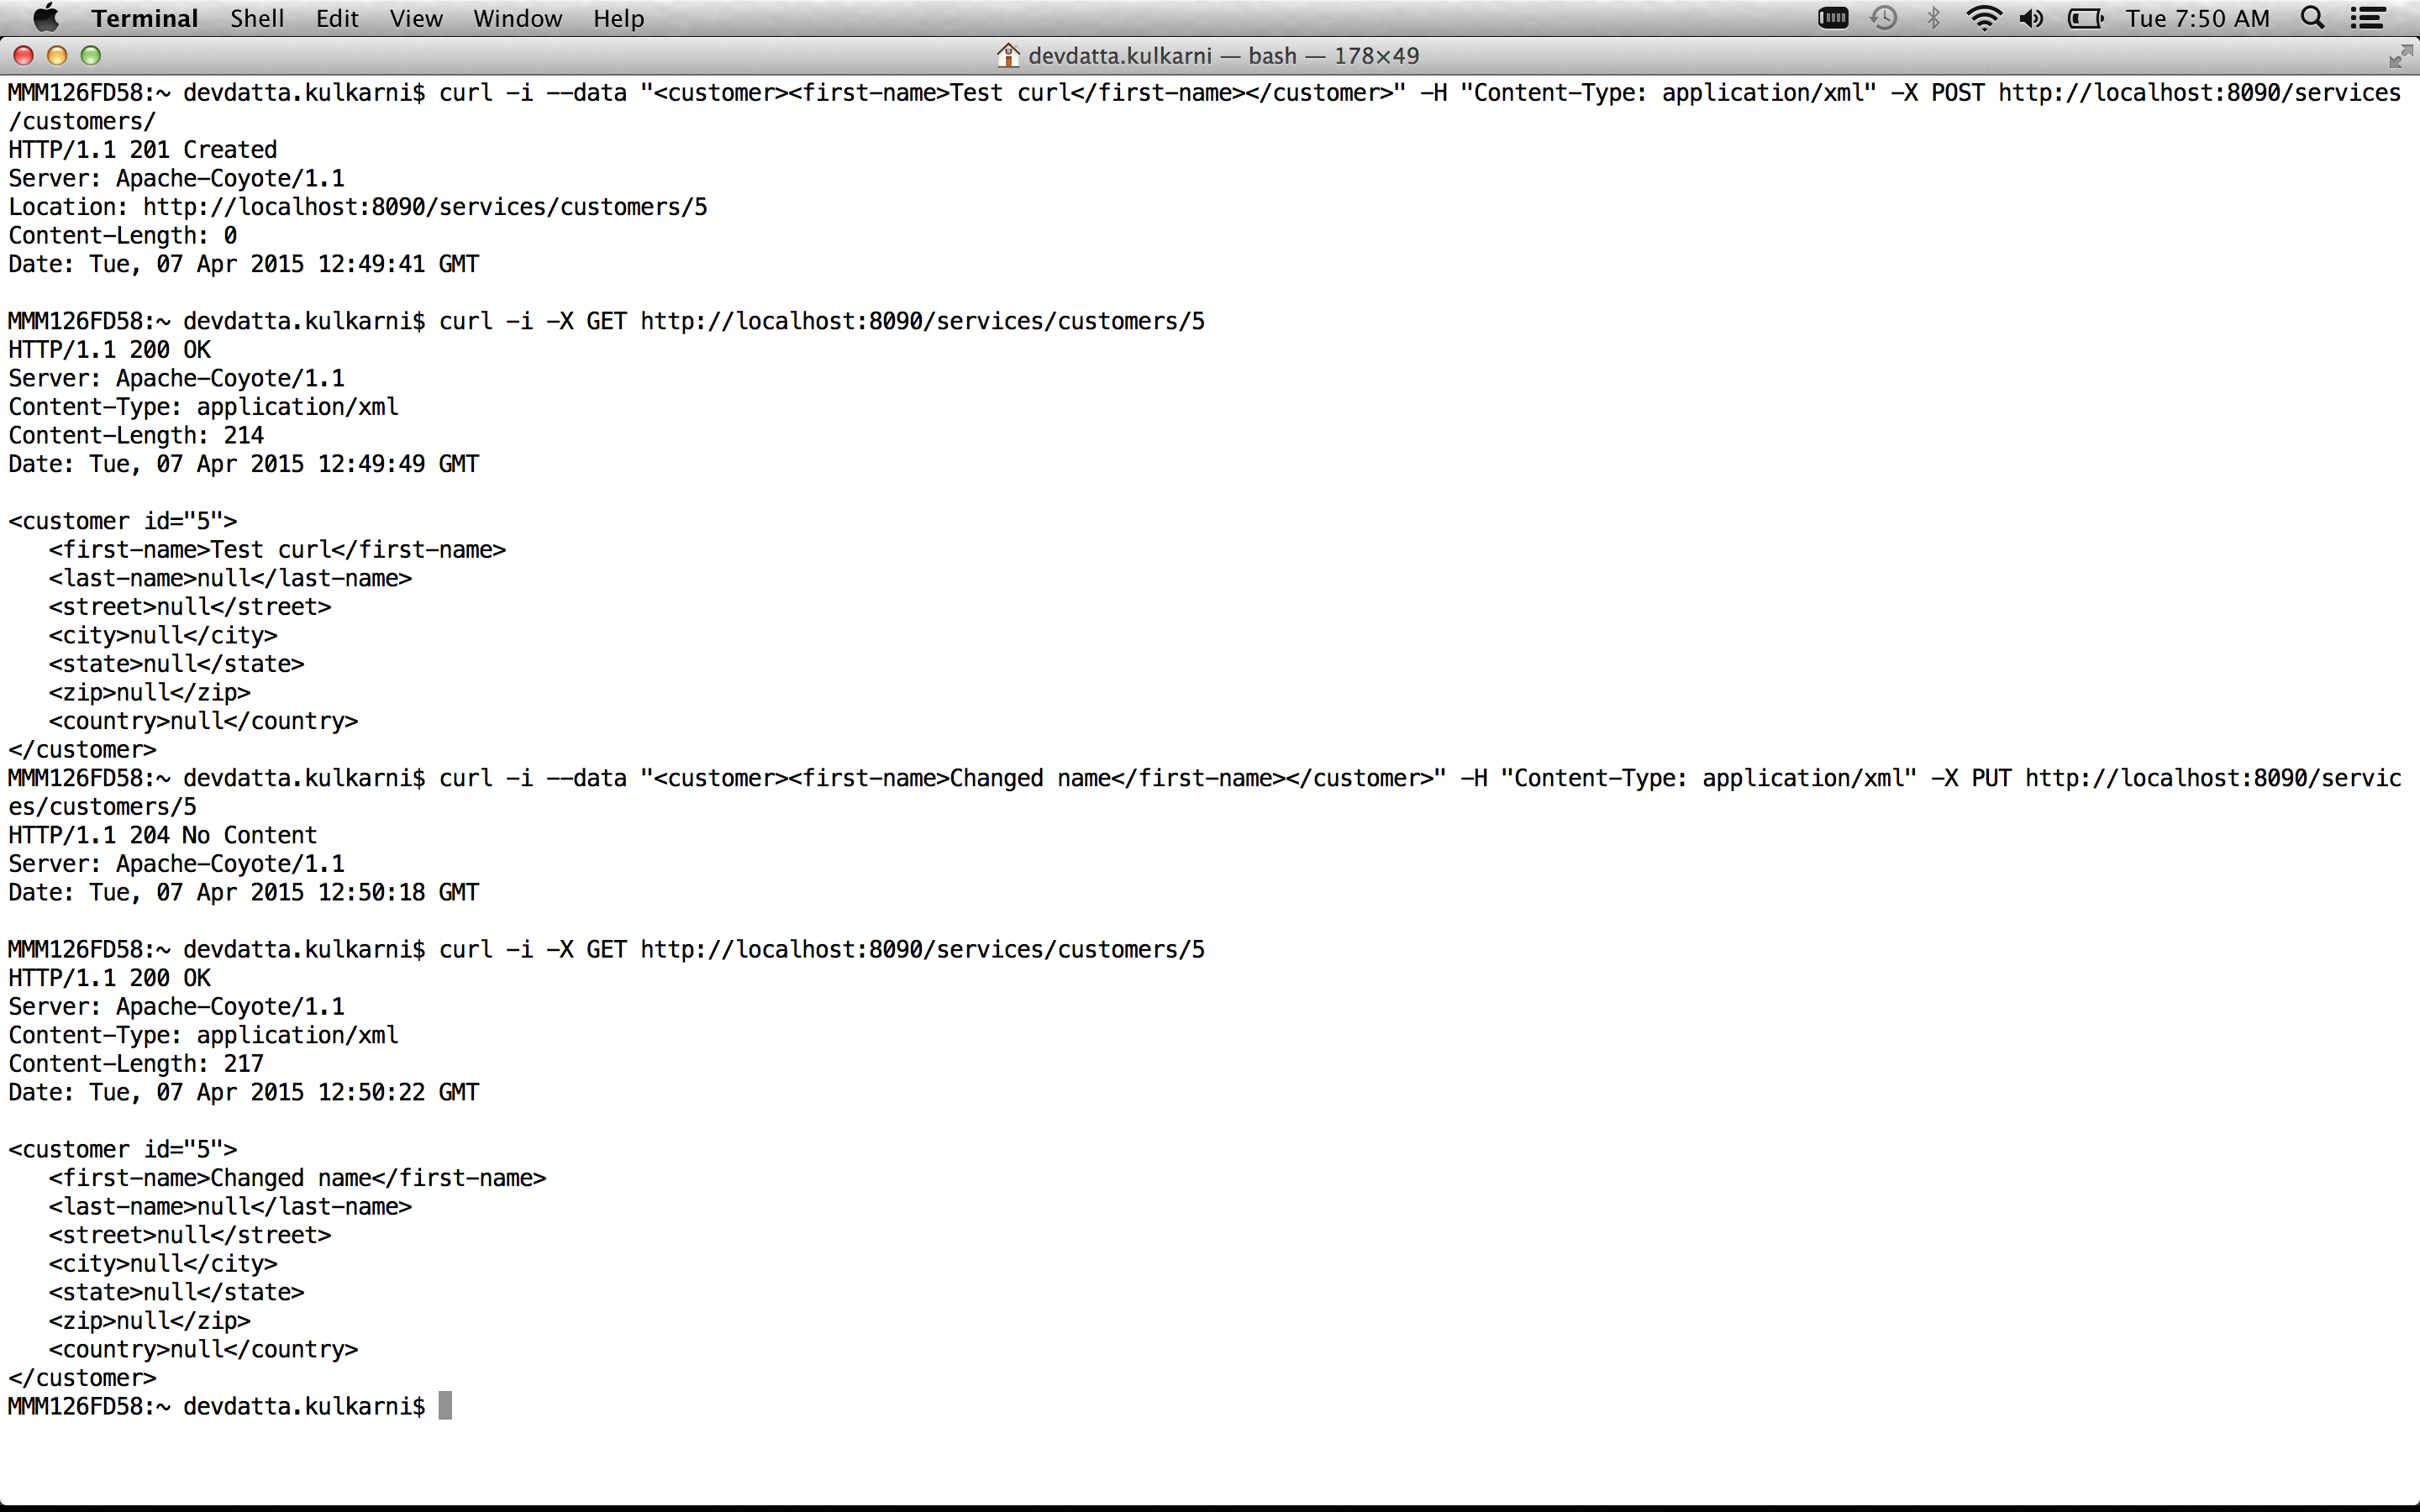 Terminal Shell Edit View Window Help Tue 7:50 AM
devdatta.kulkarni — bash — 178×49
MMM126FD58:~ devdatta.kulkarni$ curl -i --data "<customer><first-name>Test curl</first-name></customer>" -H "Content-Type: application/xml" -X POST http://localhost:8090/services
/customers/
HTTP/1.1 201 Created
Server: Apache-Coyote/1.1
Location: http://localhost:8090/services/customers/5
Content-Length: 0
Date: Tue, 07 Apr 2015 12:49:41 GMT

MMM126FD58:~ devdatta.kulkarni$ curl -i -X GET http://localhost:8090/services/customers/5
HTTP/1.1 200 OK
Server: Apache-Coyote/1.1
Content-Type: application/xml
Content-Length: 214
Date: Tue, 07 Apr 2015 12:49:49 GMT

<customer id="5">
   <first-name>Test curl</first-name>
   <last-name>null</last-name>
   <street>null</street>
   <city>null</city>
   <state>null</state>
   <zip>null</zip>
   <country>null</country>
</customer>
MMM126FD58:~ devdatta.kulkarni$ curl -i --data "<customer><first-name>Changed name</first-name></customer>" -H "Content-Type: application/xml" -X PUT http://localhost:8090/servic
es/customers/5
HTTP/1.1 204 No Content
Server: Apache-Coyote/1.1
Date: Tue, 07 Apr 2015 12:50:18 GMT

MMM126FD58:~ devdatta.kulkarni$ curl -i -X GET http://localhost:8090/services/customers/5
HTTP/1.1 200 OK
Server: Apache-Coyote/1.1
Content-Type: application/xml
Content-Length: 217
Date: Tue, 07 Apr 2015 12:50:22 GMT

<customer id="5">
   <first-name>Changed name</first-name>
   <last-name>null</last-name>
   <street>null</street>
   <city>null</city>
   <state>null</state>
   <zip>null</zip>
   <country>null</country>
</customer>
MMM126FD58:~ devdatta.kulkarni$